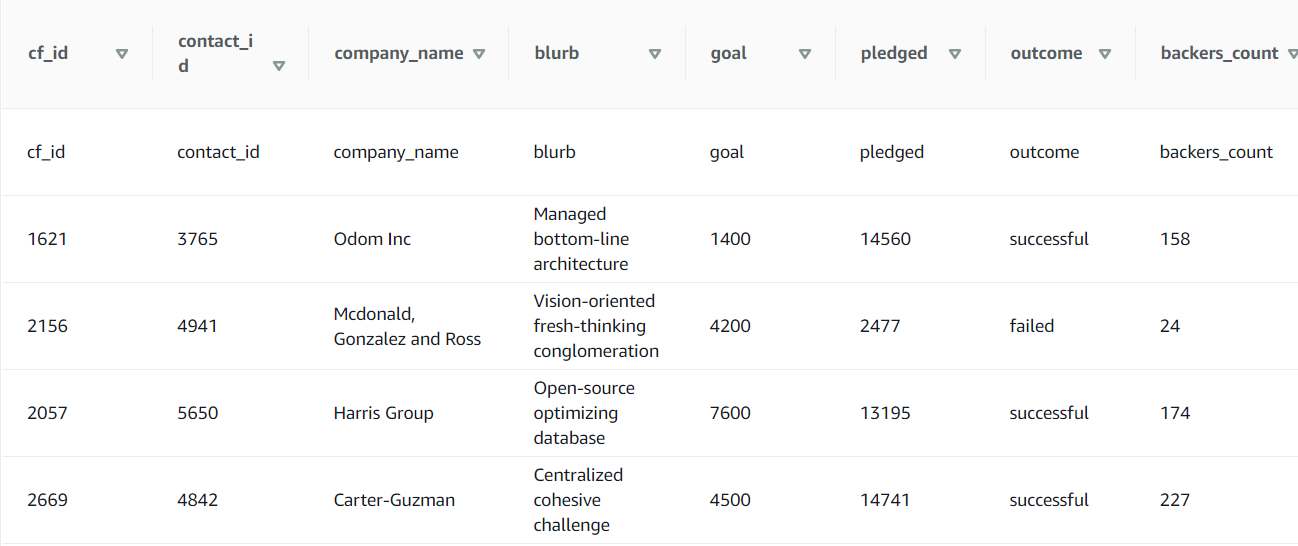 cf_id contact_i
d company_name blurb goal pledged outcome backers_count
cf_id contact_id company_name blurb goal pledged outcome backers_count
1621 3765 Odom Inc Managed
bottom-line
architecture 1400 14560 successful 158
2156 4941 Mcdonald,
Gonzalez and Ross Vision-oriented
fresh-thinking
conglomeration 4200 2477 failed 24
2057 5650 Harris Group Open-source
optimizing
database 7600 13195 successful 174
2669 4842 Carter-Guzman Centralized
cohesive
challenge 4500 14741 successful 227